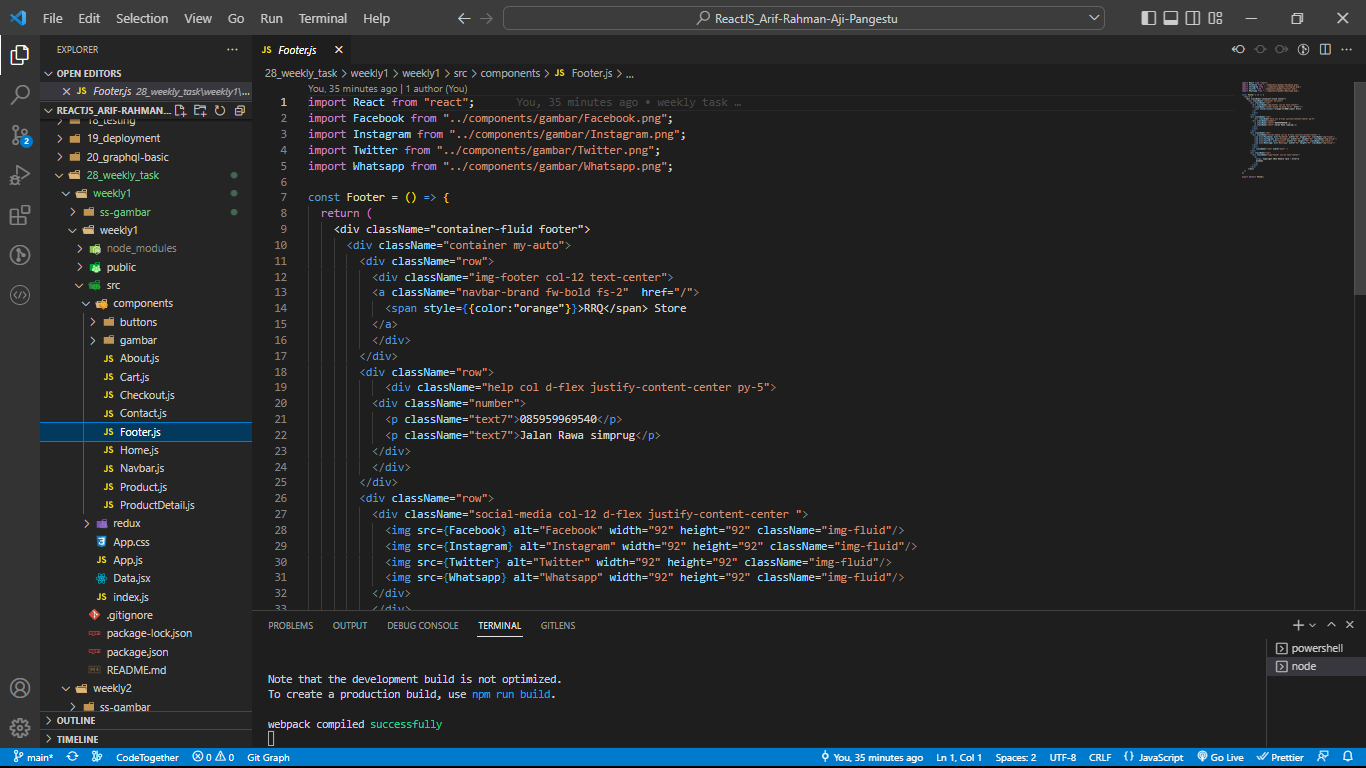 File Edit Selection View Go Run Terminal Help
ReactJS_Arif-Rahman-Aji-Pangestu
EXPLORER
OPEN EDITORS
JS Footer.js 28_weekly_task\weekly1\...
REACTJS_ARIF-RAHMAN...
18_testing
19_deployment
20_graphql-basic
28_weekly_task
weekly1
ss-gambar
weekly1
node_modules
public
src
components
buttons
gambar
JS About.js
JS Cart.js
JS Checkout.js
JS Contact.js
JS Footer.js
JS Home.js
JS Navbar.js
JS Product.js
JS ProductDetail.js
redux
App.css
JS App.js
Data.jsx
JS index.js
.gitignore
package-lock.json
package.json
README.md
weekly2
ss-gambar
OUTLINE
TIMELINE
2
JS Footer.js
28_weekly_task > weekly1 > weekly1 > src > components > JS Footer.js > ...
You, 35 minutes ago | 1 author (You)
1 import React from "react"; You, 35 minutes ago • weekly task …
2 import Facebook from "../components/gambar/Facebook.png";
3 import Instagram from "../components/gambar/Instagram.png";
4 import Twitter from "../components/gambar/Twitter.png";
5 import Whatsapp from "../components/gambar/Whatsapp.png";
6
7 const Footer = () => {
8 return (
9 <div className="container-fluid footer">
10 <div className="container my-auto">
11 <div className="row">
12 <div className="img-footer col-12 text-center">
13 <a className="navbar-brand fw-bold fs-2"  href="/">
14 <span style={{color:"orange"}}>RRQ</span> Store
15 </a>
16 </div>
17 </div>
18 <div className="row">
19 <div className="help col d-flex justify-content-center py-5">
20 <div className="number">
21 <p className="text7">085959969540</p>
22 <p className="text7">Jalan Rawa simprug</p>
23 </div>
24 </div>
25 </div>
26 <div className="row">
27 <div className="social-media col-12 d-flex justify-content-center ">
28 <img src={Facebook} alt="Facebook" width="92" height="92" className="img-fluid"/>
29 <img src={Instagram} alt="Instagram" width="92" height="92" className="img-fluid"/>
30 <img src={Twitter} alt="Twitter" width="92" height="92" className="img-fluid"/>
31 <img src={Whatsapp} alt="Whatsapp" width="92" height="92" className="img-fluid"/>
32 </div>
33 </div>
PROBLEMS OUTPUT DEBUG CONSOLE TERMINAL GITLENS
Note that the development build is not optimized.
To create a production build, use npm run build.
webpack compiled successfully
powershell
node
main* CodeTogether 0 0 Git Graph You, 35 minutes ago Ln 1, Col 1 Spaces: 2 UTF-8 CRLF {} JavaScript Go Live Prettier